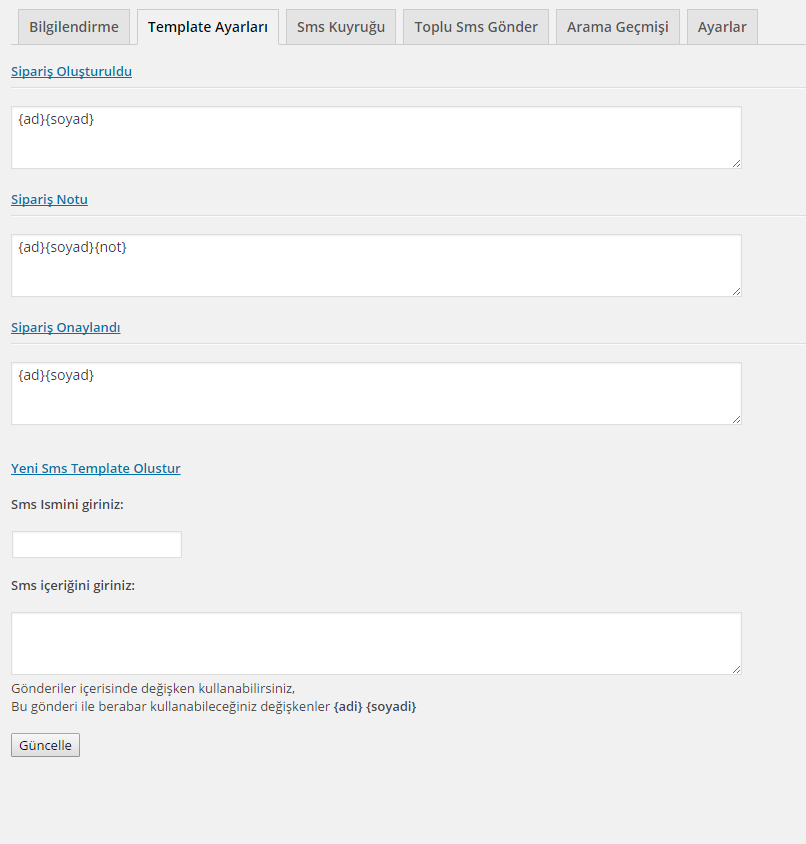 Bilgilendirme Template Ayarları Sms Kuyruğu Toplu Sms Gönder Arama Geçmişi Ayarlar
Sipariş Oluşturuldu
{ad}{soyad}
Sipariş Notu
{ad}{soyad}{not}
Sipariş Onaylandı
{ad}{soyad}
Yeni Sms Template Olustur
Sms Ismini giriniz:
Sms içeriğini giriniz:
Gönderiler içerisinde değişken kullanabilirsiniz,
Bu gönderi ile berabar kullanabileceğiniz değişkenler {adi} {soyadi}
Güncelle